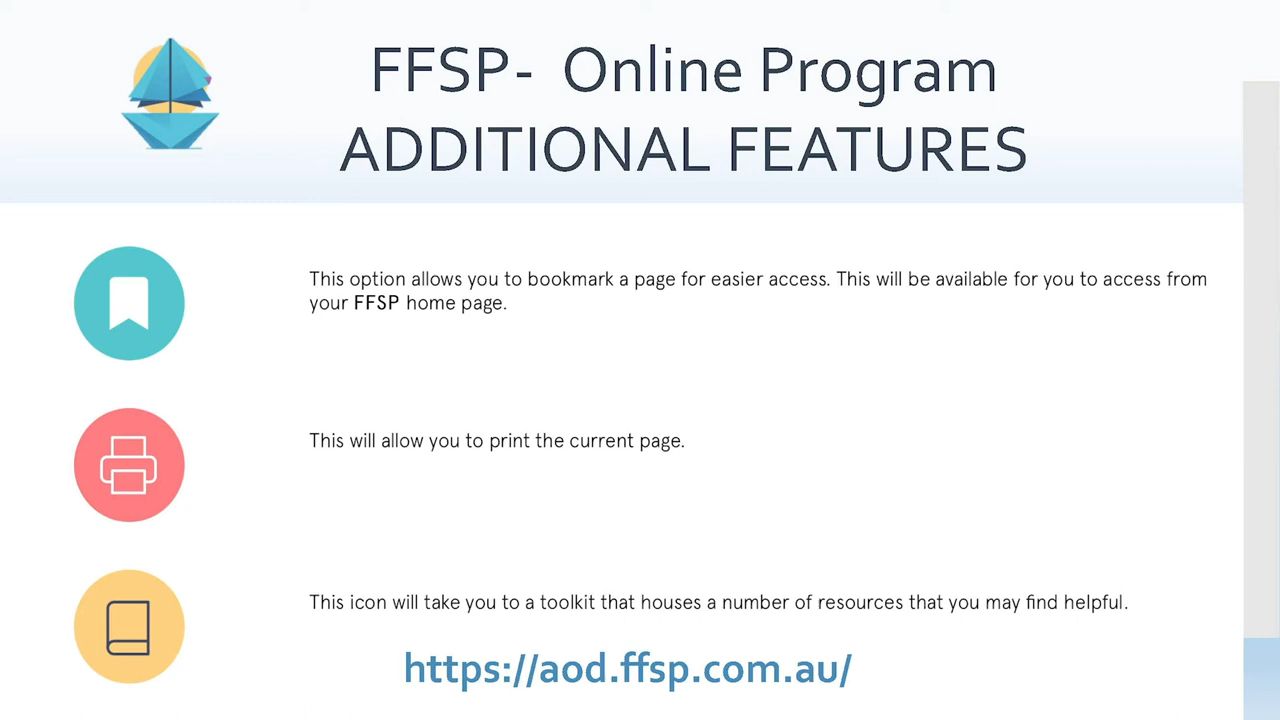 FFSP- Online Program
ADDITIONAL FEATURES
This option allows you to bookmark a page for easier access. This will be available for you to access from
your FFSP home page.
This will allow you to print the current page.
This icon will take you to a toolkit that houses a number of resources that you may find helpful.
https://aod.ffsp.com.au/